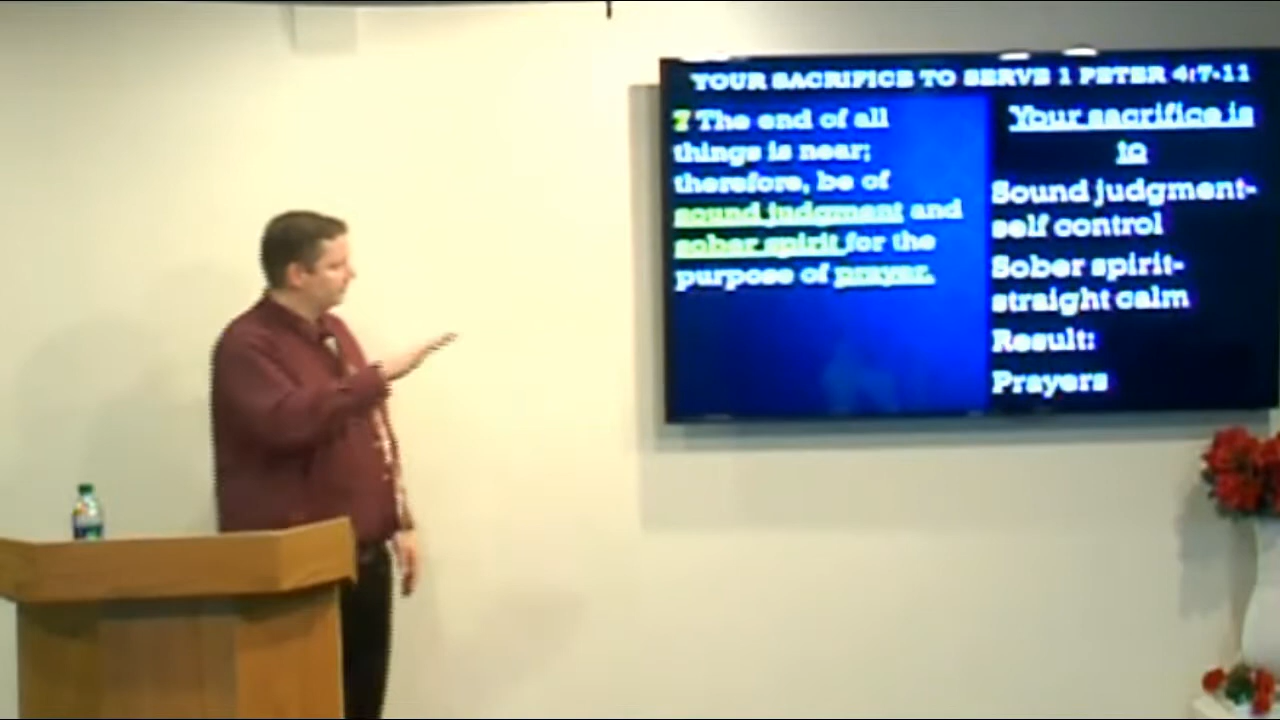 YOUR SACRIFICE TO SERVE 1 PETER 4:7-11
7 The end of all
things is near;
therefore, be of
sound judgment and
sober spirit for the
purpose of prayer.
Your sacrifice is
to
Sound judgment-
self control
Sober spirit-
straight calm
Result:
Prayers